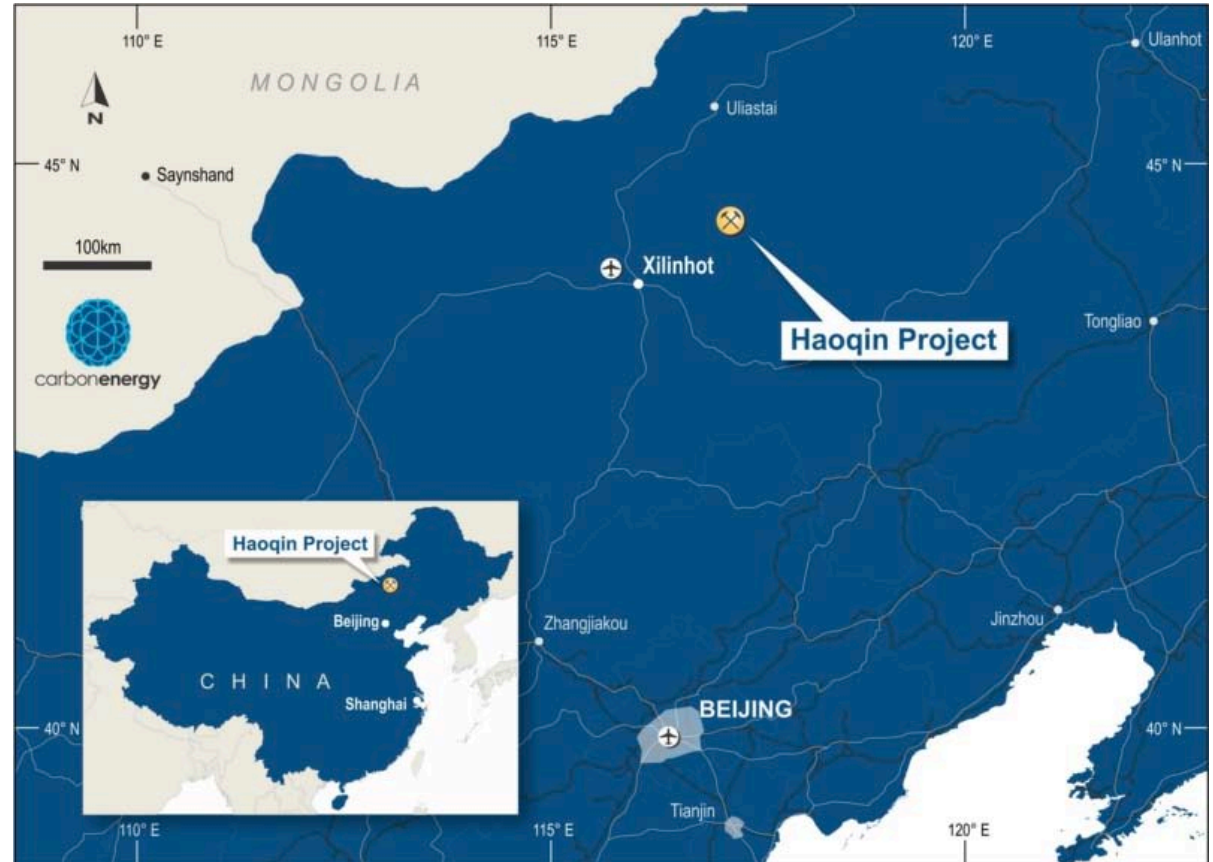 110° E
115° E
120° E
Ulanhot
MONGOLIA
N
Uliastai
45° N
45° N
Saynshand
100km
Xilinhot
Haoqin Project
Tongliao
carbonenergy
Haoqin Project
Beijing
CHINA
Shanghai
Zhangjiakou
Jinzhou
BEIJING
40° N
40° N
Tianjin
110° E
115° E
120° E